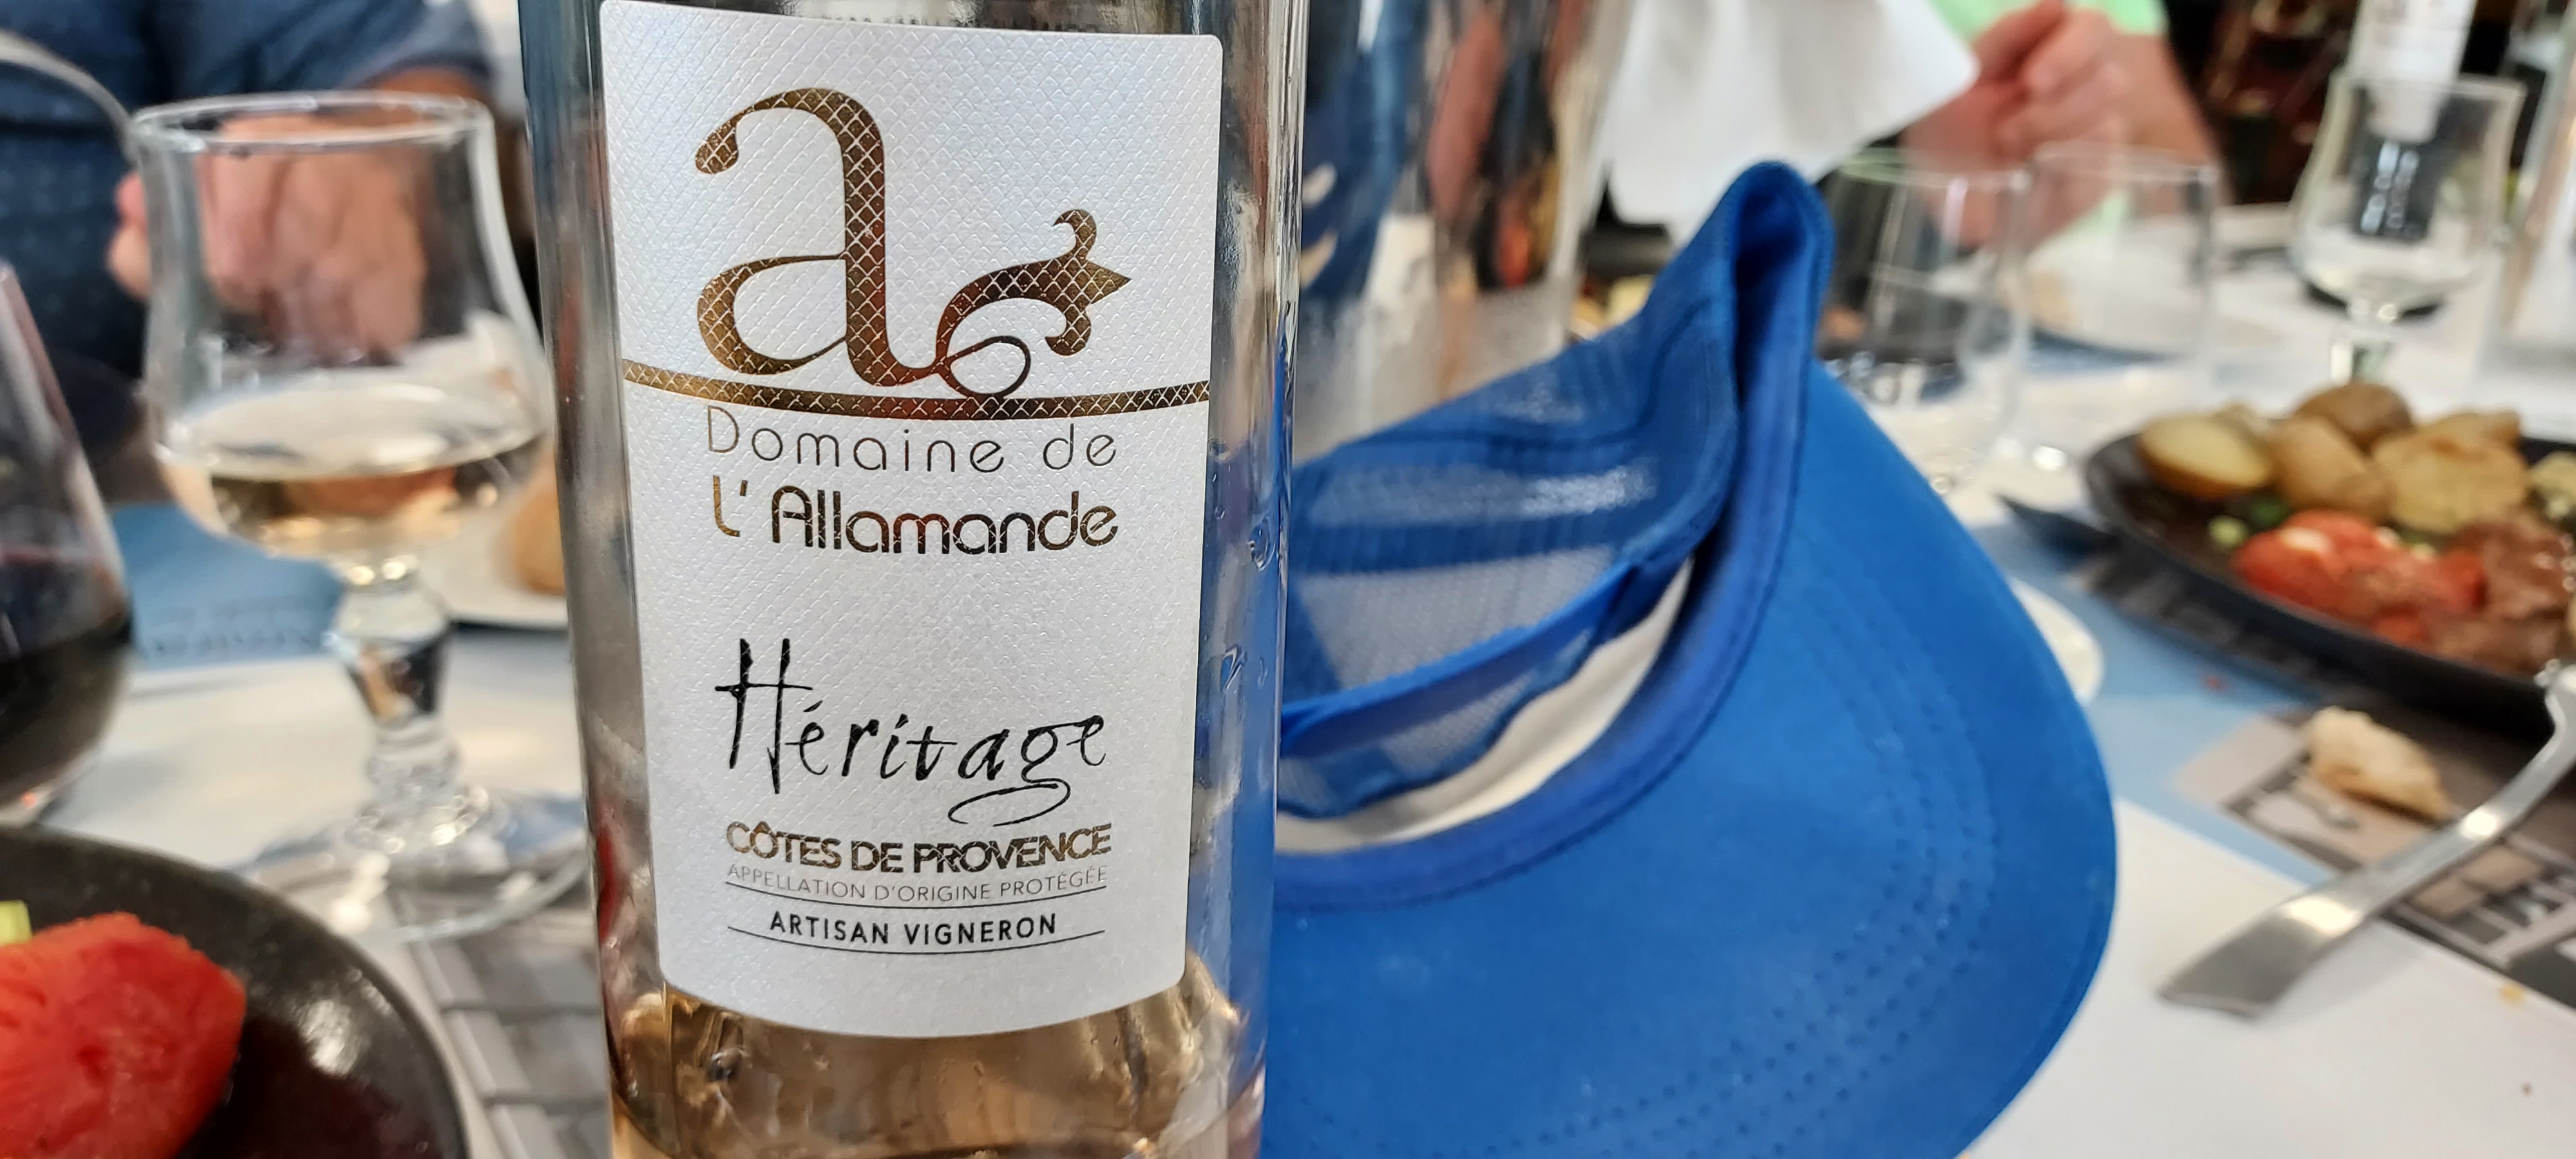 a
Domaine de
L'Allamande
Héritage
CÔTES DE PROVENCE
APPELLATION D'ORIGINE PROTÉGÉE
ARTISAN VIGNERON